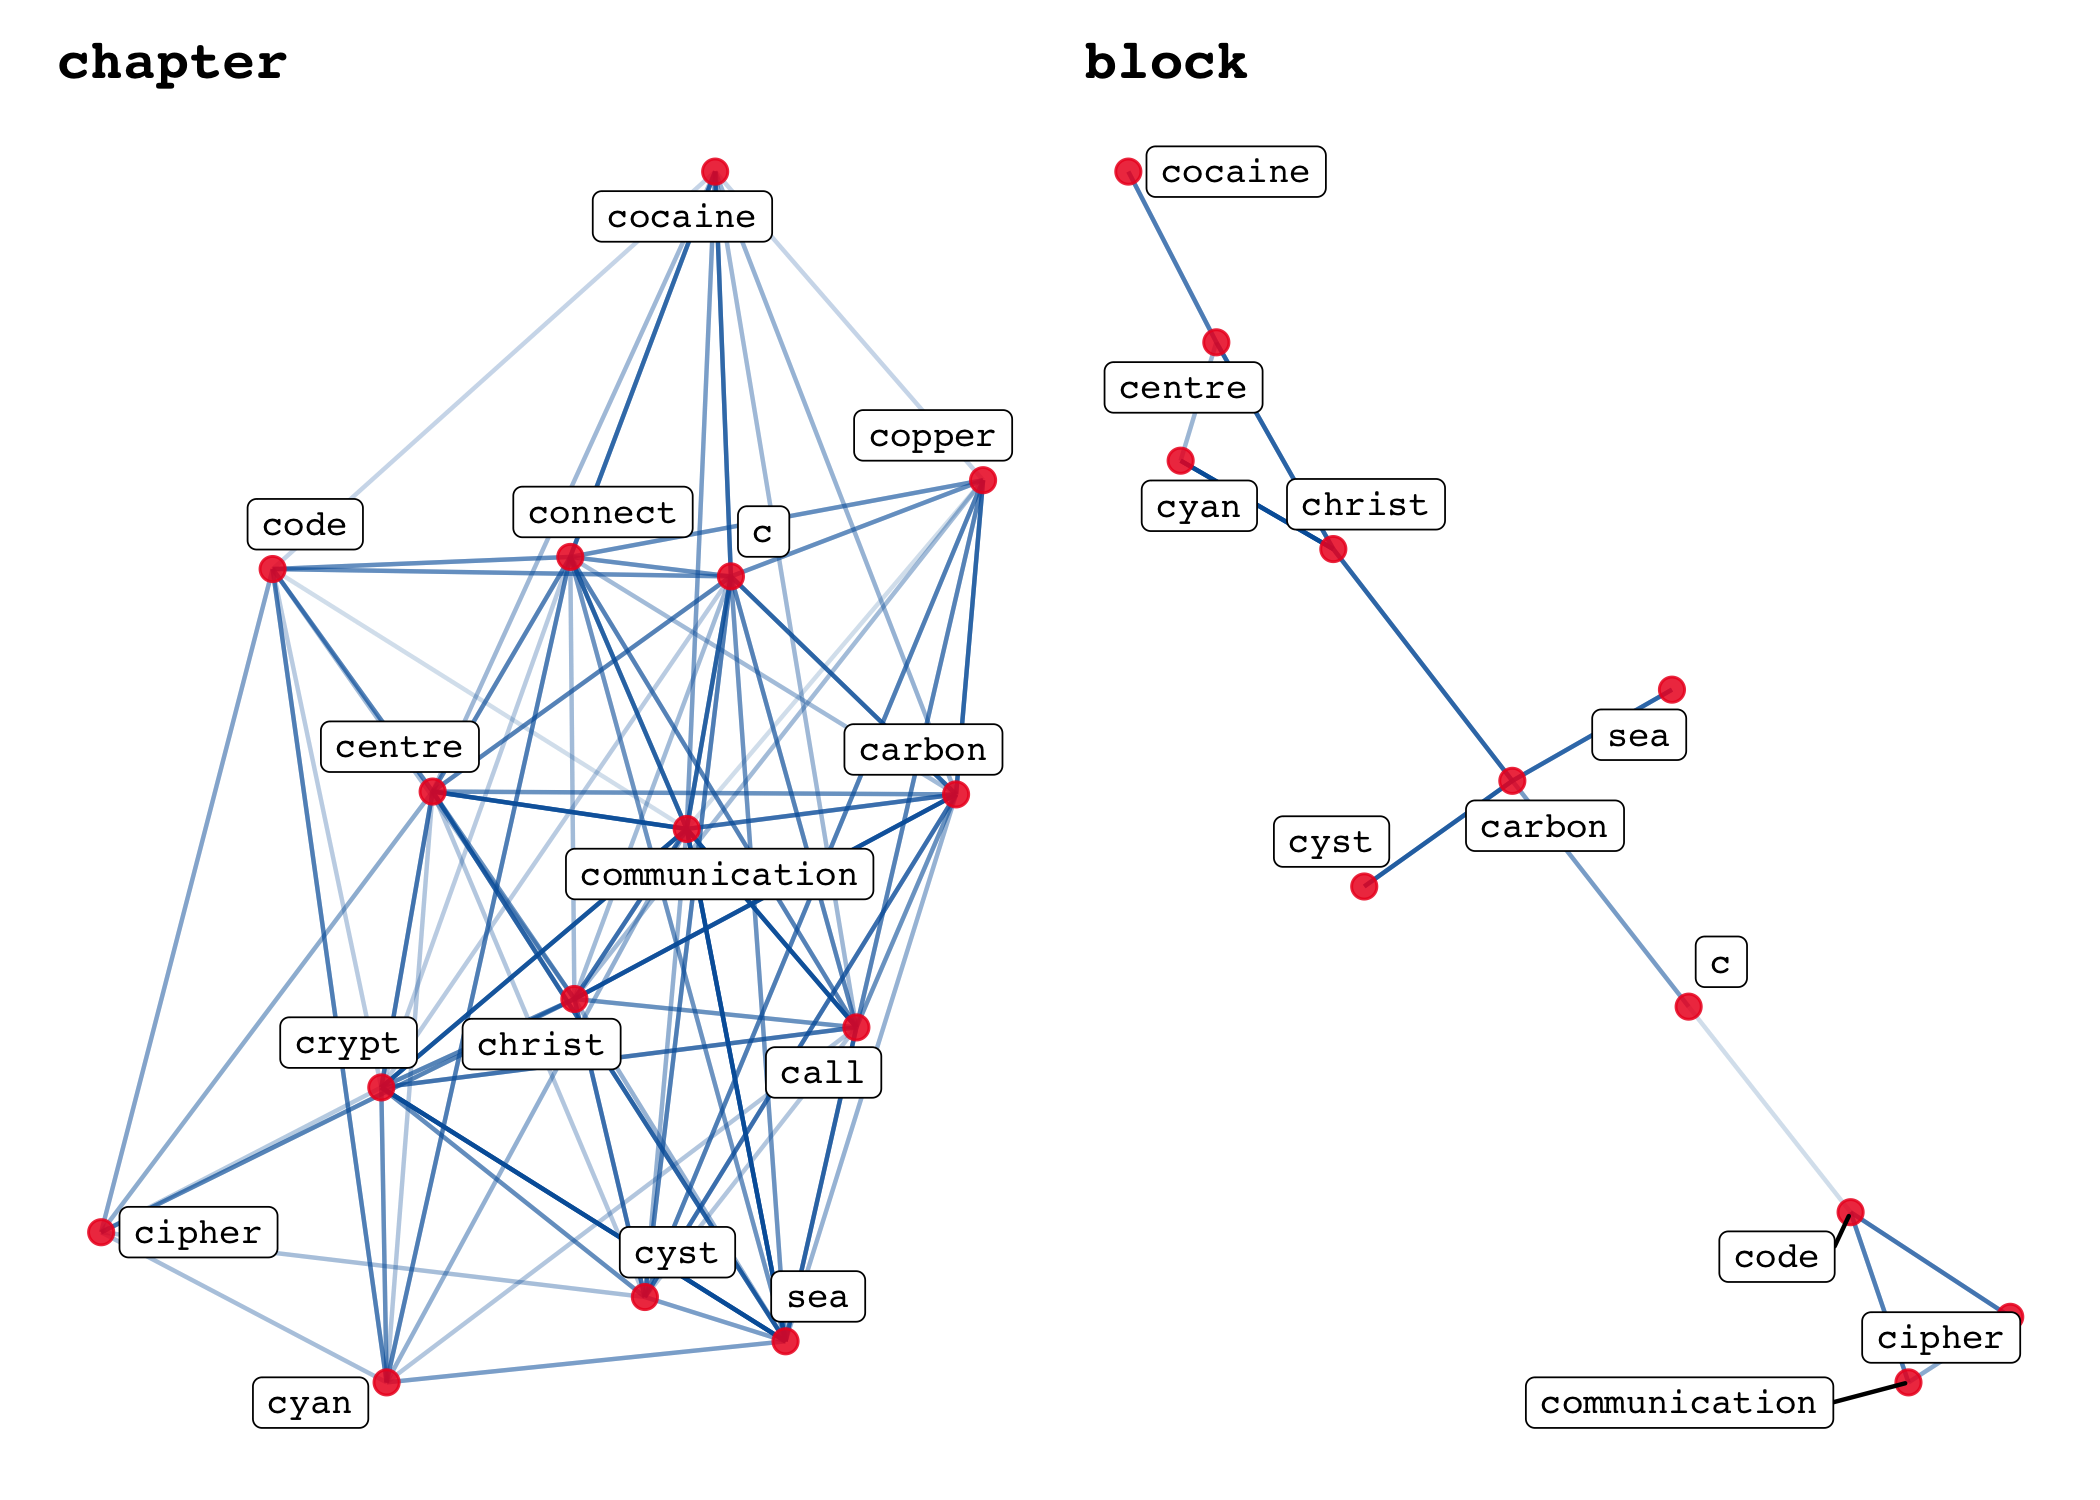 chapter
cocaine
copper
code
connect
c
centre
carbon
communication
crypt
christ
call
cipher
cyst
sea
cyan
block
cocaine
centre
cyan
christ
sea
carbon
cyst
c
code
cipher
communication